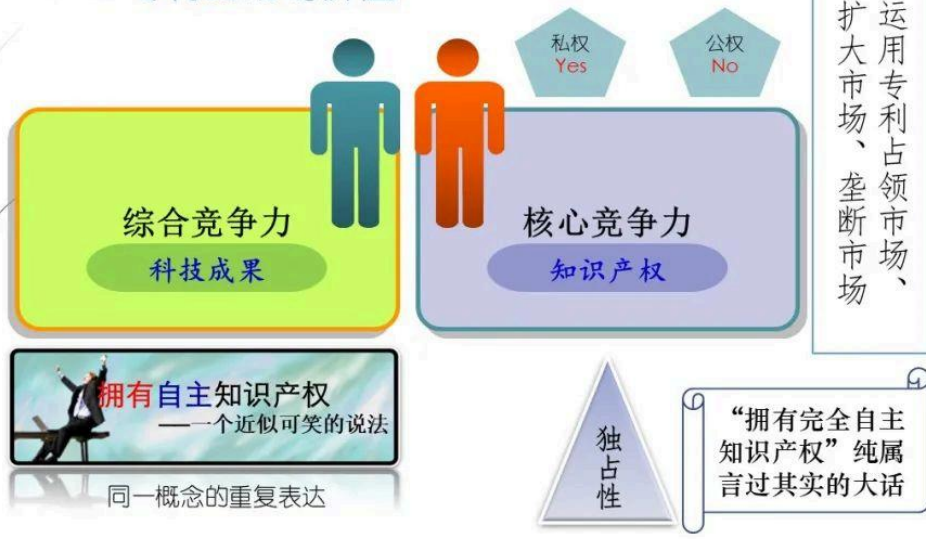 私权
Yes
公权
No
运用专利占领市场、
扩大市场、垄断市场
综合竞争力
科技成果
核心竞争力
知识产权
拥有自主知识产权
——一个近似可笑的说法
同一概念的重复表达
独占性
“拥有完全自主
知识产权”纯属
言过其实的大话